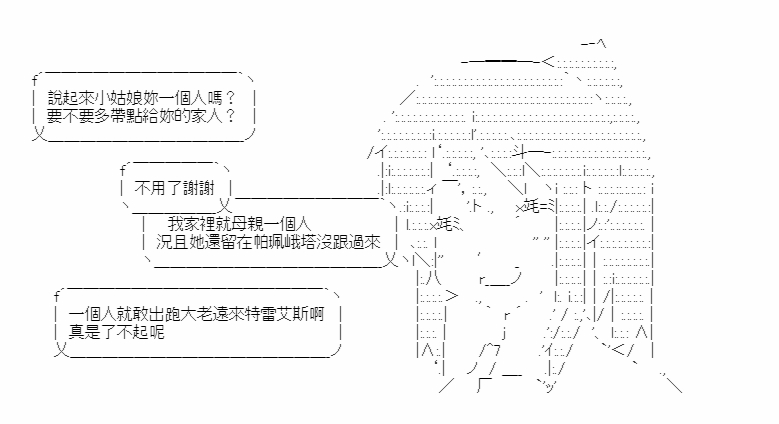 說起來小姑娘妳一個人嗎？
要不要多帶點給妳的家人？
不用了謝謝
我家裡就母親一個人
況且她還留在帕珮峨塔沒跟過來
一個人就敢出跑大老遠來特雷艾斯啊
真是了不起呢